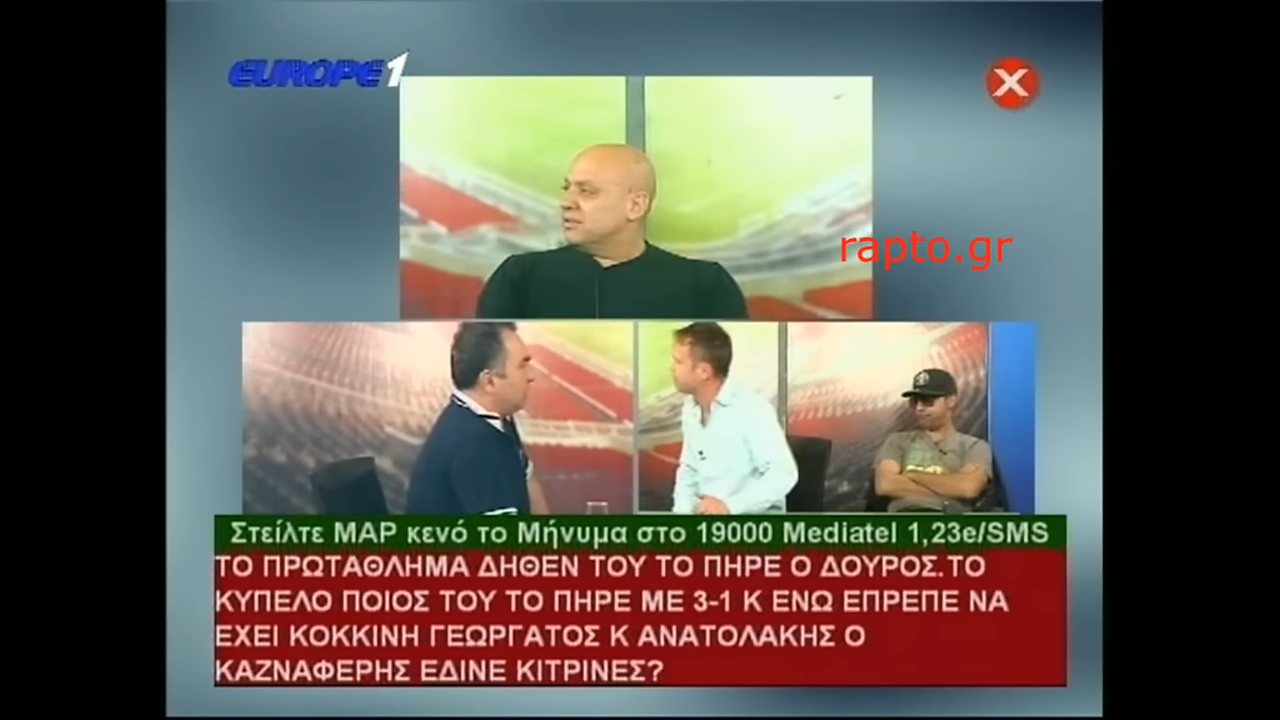 EUROPE1
X
rapto.gr
Στείλτε ΜΑΡ κενό το Μήνυμα στο 19000 Mediatel 1,23e/SMS
ΤΟ ΠΡΩΤΑΘΛΗΜΑ ΔΗΘΕΝ ΤΟΥ ΤΟ ΠΗΡΕ Ο ΔΟΥΡΟΣ.ΤΟ
ΚΥΠΕΛΟ ΠΟΙΟΣ ΤΟΥ ΤΟ ΠΗΡΕ ΜΕ 3-1 Κ ΕΝΩ ΕΠΡΕΠΕ ΝΑ
ΕΧΕΙ ΚΟΚΚΙΝΗ ΓΕΩΡΓΑΤΟΣ Κ ΑΝΑΤΟΛΑΚΗΣ Ο
ΚΑΖΝΑΦΕΡΗΣ ΕΔΙΝΕ ΚΙΤΡΙΝΕΣ?